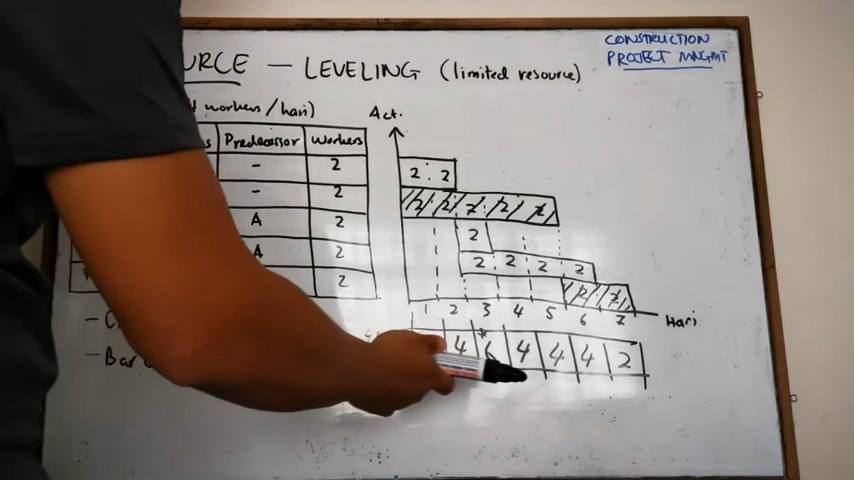 CONSTRUCTION
PROJECT MNGMT
URCE — LEVELING (limited resource)
workers / hari)
Act.
s Predecessor Workers
- 2
- 2
A 2
A 2
2
2 2
2 2 2 2 2
2
2 2 2 2
2 2
1 2 3 4 5 6 7 Hari
4 6 4 4 4 2
- C
- Bar